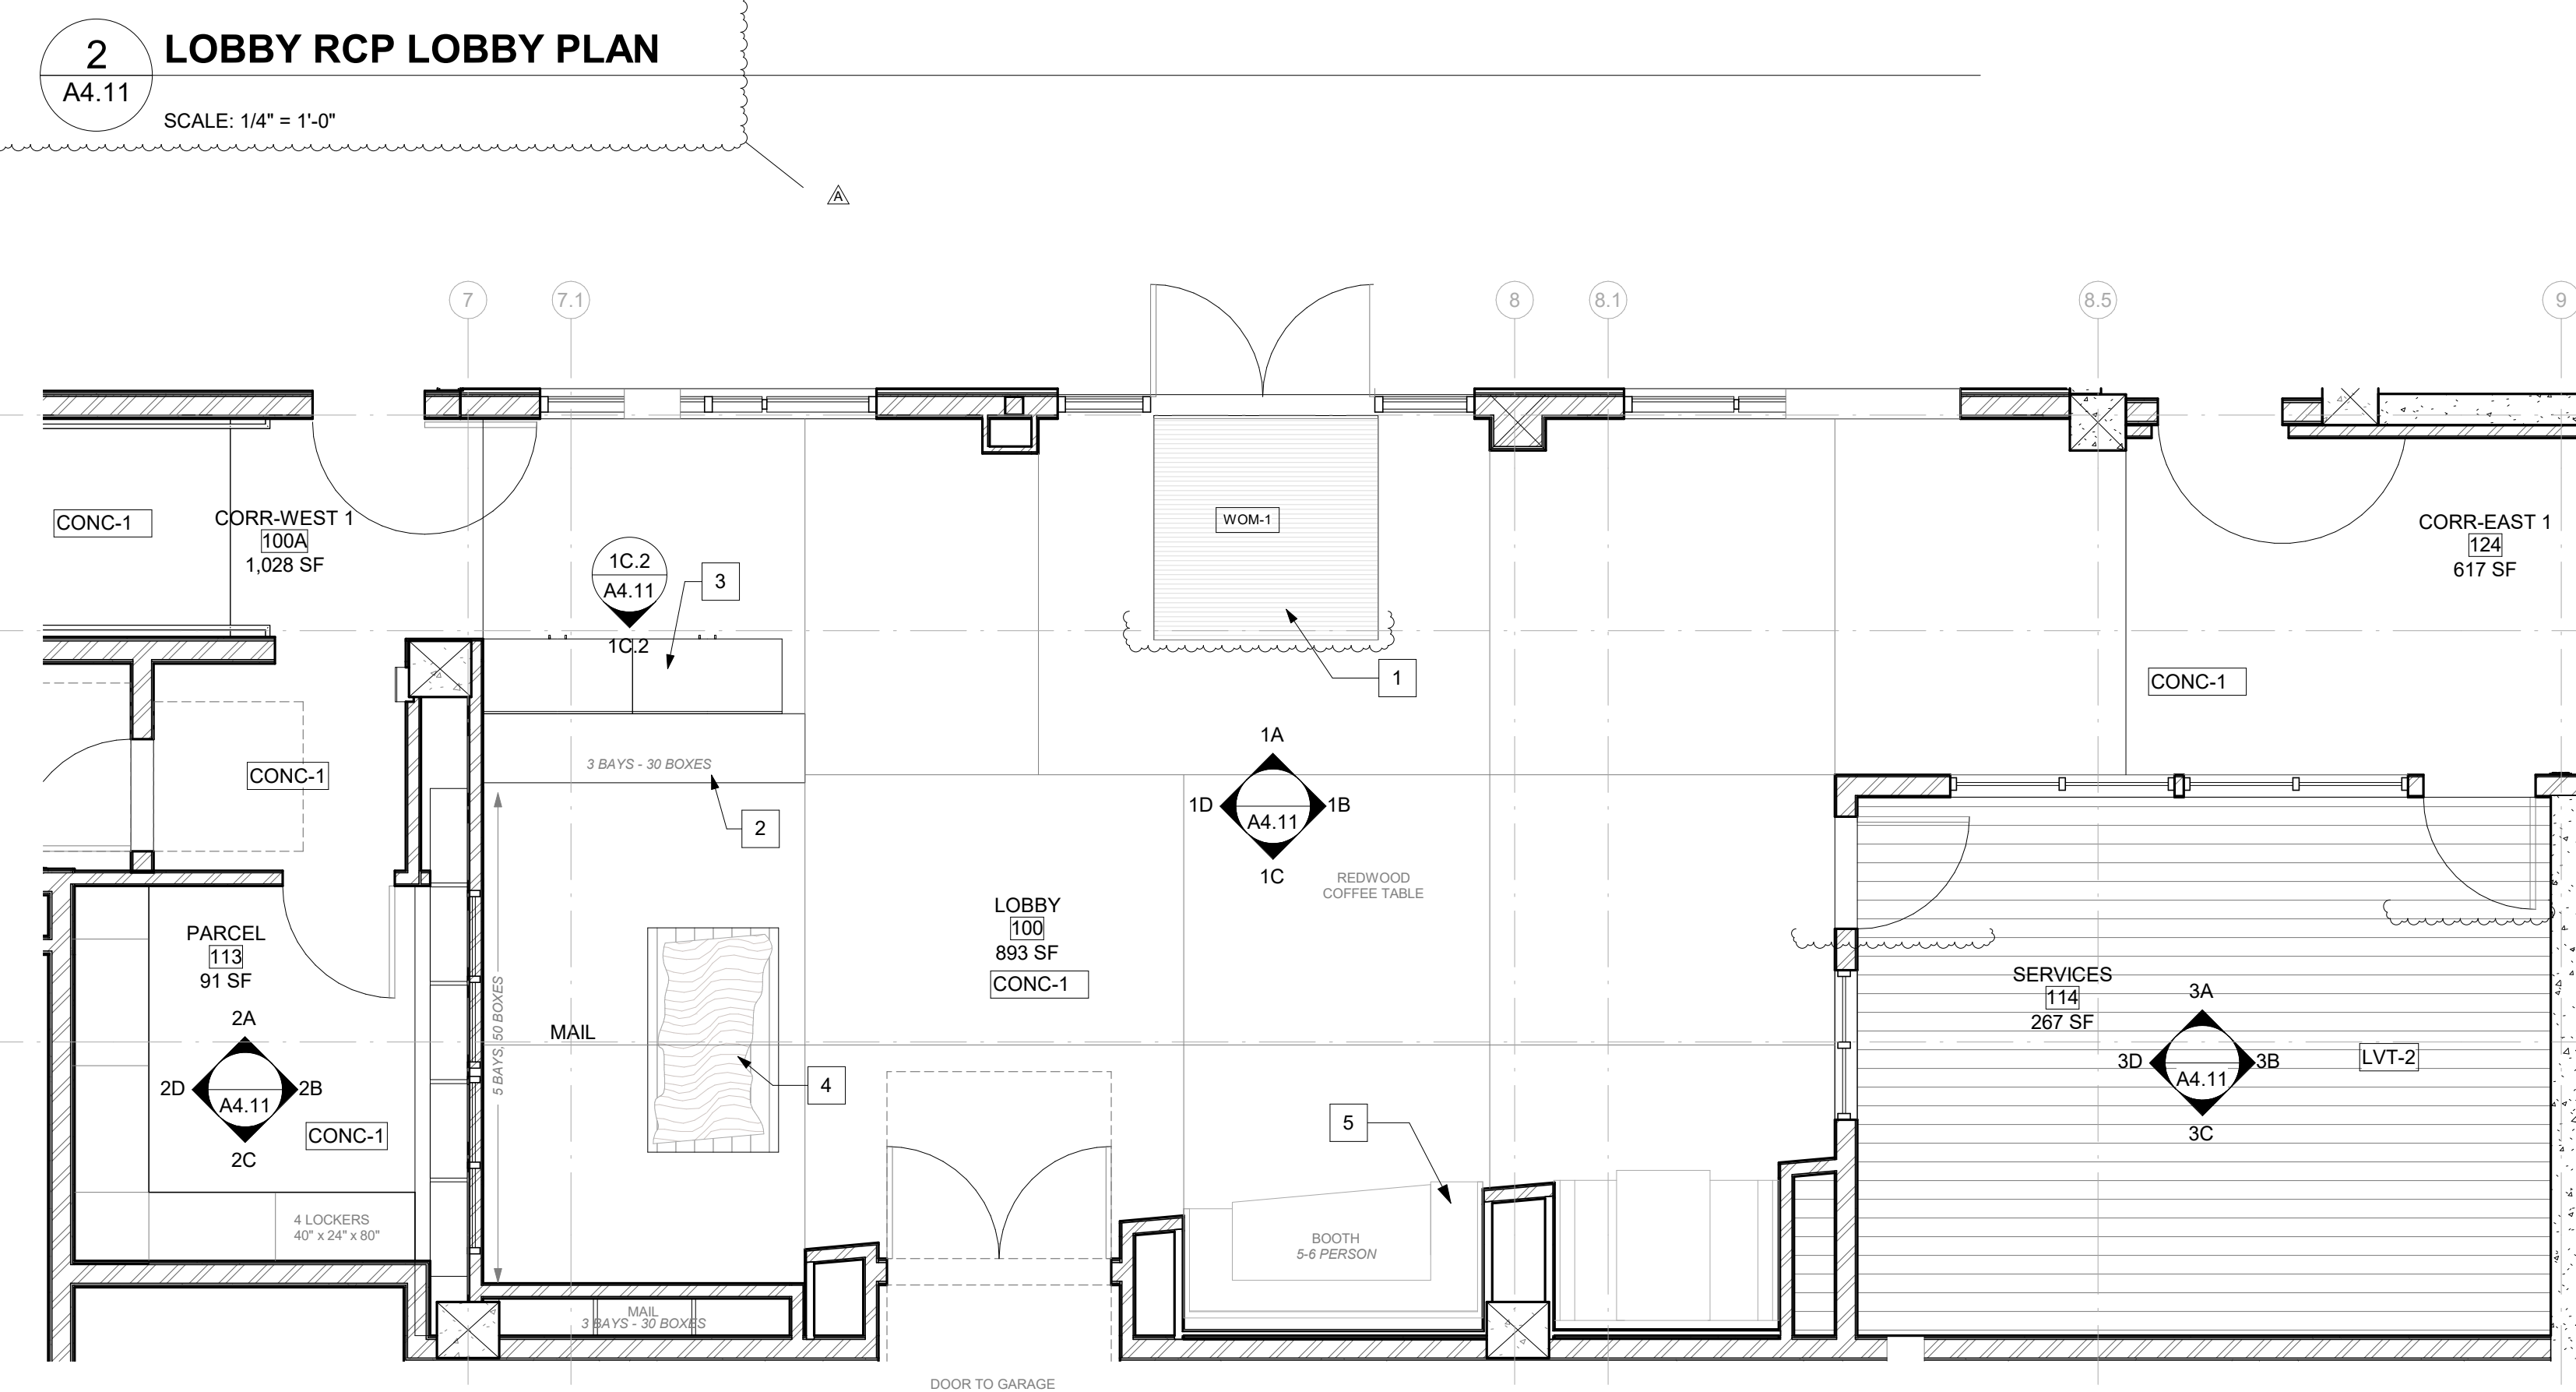 2
A4.11
LOBBY RCP LOBBY PLAN
SCALE: 1/4" = 1'-0"
A
7
7.1
8
8.1
8.5
9
CONC-1
CORR-WEST 1
100A
1,028 SF
1C.2
A4.11
1C.2
3
WOM-1
1
CORR-EAST 1
124
617 SF
CONC-1
CONC-1
3 BAYS - 30 BOXES
2
1A
1D
1B
A4.11
1C
REDWOOD
COFFEE TABLE
LOBBY
100
893 SF
CONC-1
PARCEL
113
91 SF
2A
2D
2B
A4.11
2C
CONC-1
4 LOCKERS
40" x 24" x 80"
5 BAYS, 50 BOXES
MAIL
4
5
BOOTH
5-6 PERSON
SERVICES
114
267 SF
3A
3D
3B
A4.11
3C
LVT-2
MAIL
3 BAYS - 30 BOXES
DOOR TO GARAGE